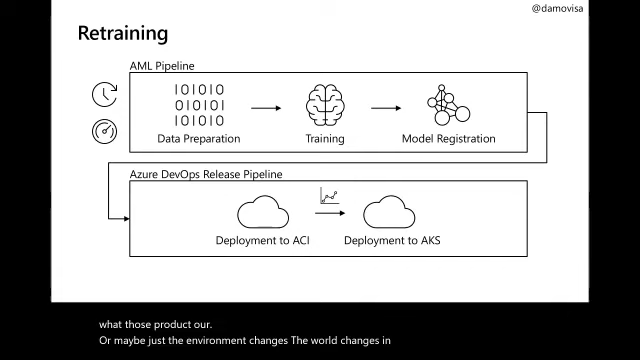 @damovisa
Retraining
AML Pipeline
101010
010101
101010
Data Preparation
Training
Model Registration
Azure DevOps Release Pipeline
Deployment to ACI
Deployment to AKS
what those product our.
Or maybe just the environment changes The world changes in